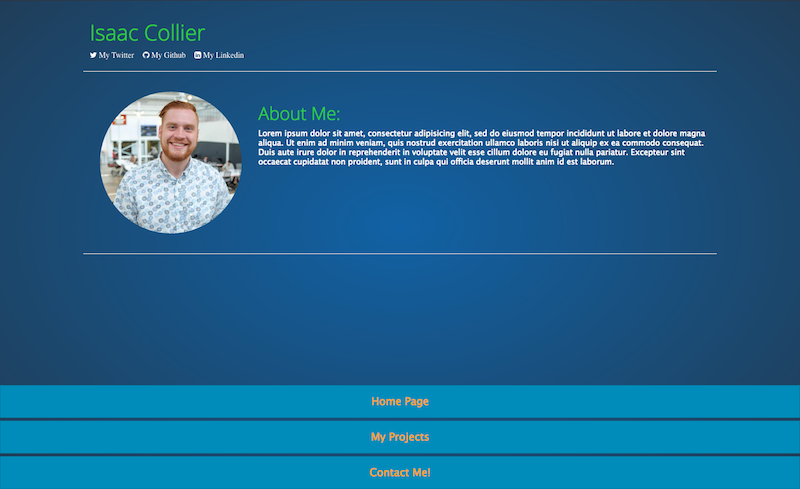 Isaac Collier
My Twitter My Github My Linkedin
About Me:
Lorem ipsum dolor sit amet, consectetur adipisicing elit, sed do eiusmod tempor incididunt ut labore et dolore magna
aliqua. Ut enim ad minim veniam, quis nostrud exercitation ullamco laboris nisi ut aliquip ex ea commodo consequat.
Duis aute irure dolor in reprehenderit in voluptate velit esse cillum dolore eu fugiat nulla pariatur. Excepteur sint
occaecat cupidatat non proident, sunt in culpa qui officia deserunt mollit anim id est laborum.
Home Page
My Projects
Contact Me!